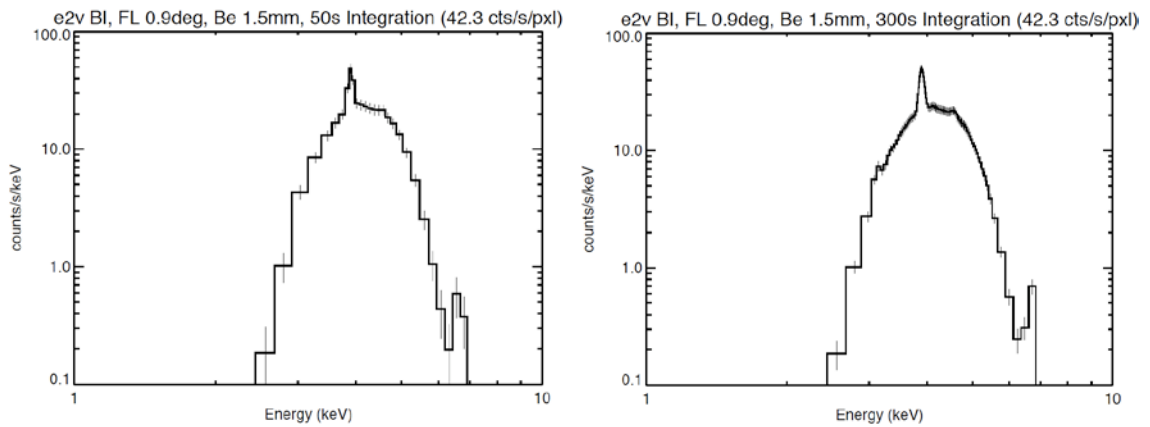 e2v BI, FL 0.9deg, Be 1.5mm, 50s Integration (42.3 cts/s/pxl)
100.0
10.0
1.0
0.1
counts/s/keV
1
10
Energy (keV)
e2v BI, FL 0.9deg, Be 1.5mm, 300s Integration (42.3 cts/s/pxl)
100.0
10.0
1.0
0.1
counts/s/keV
1
10
Energy (keV)